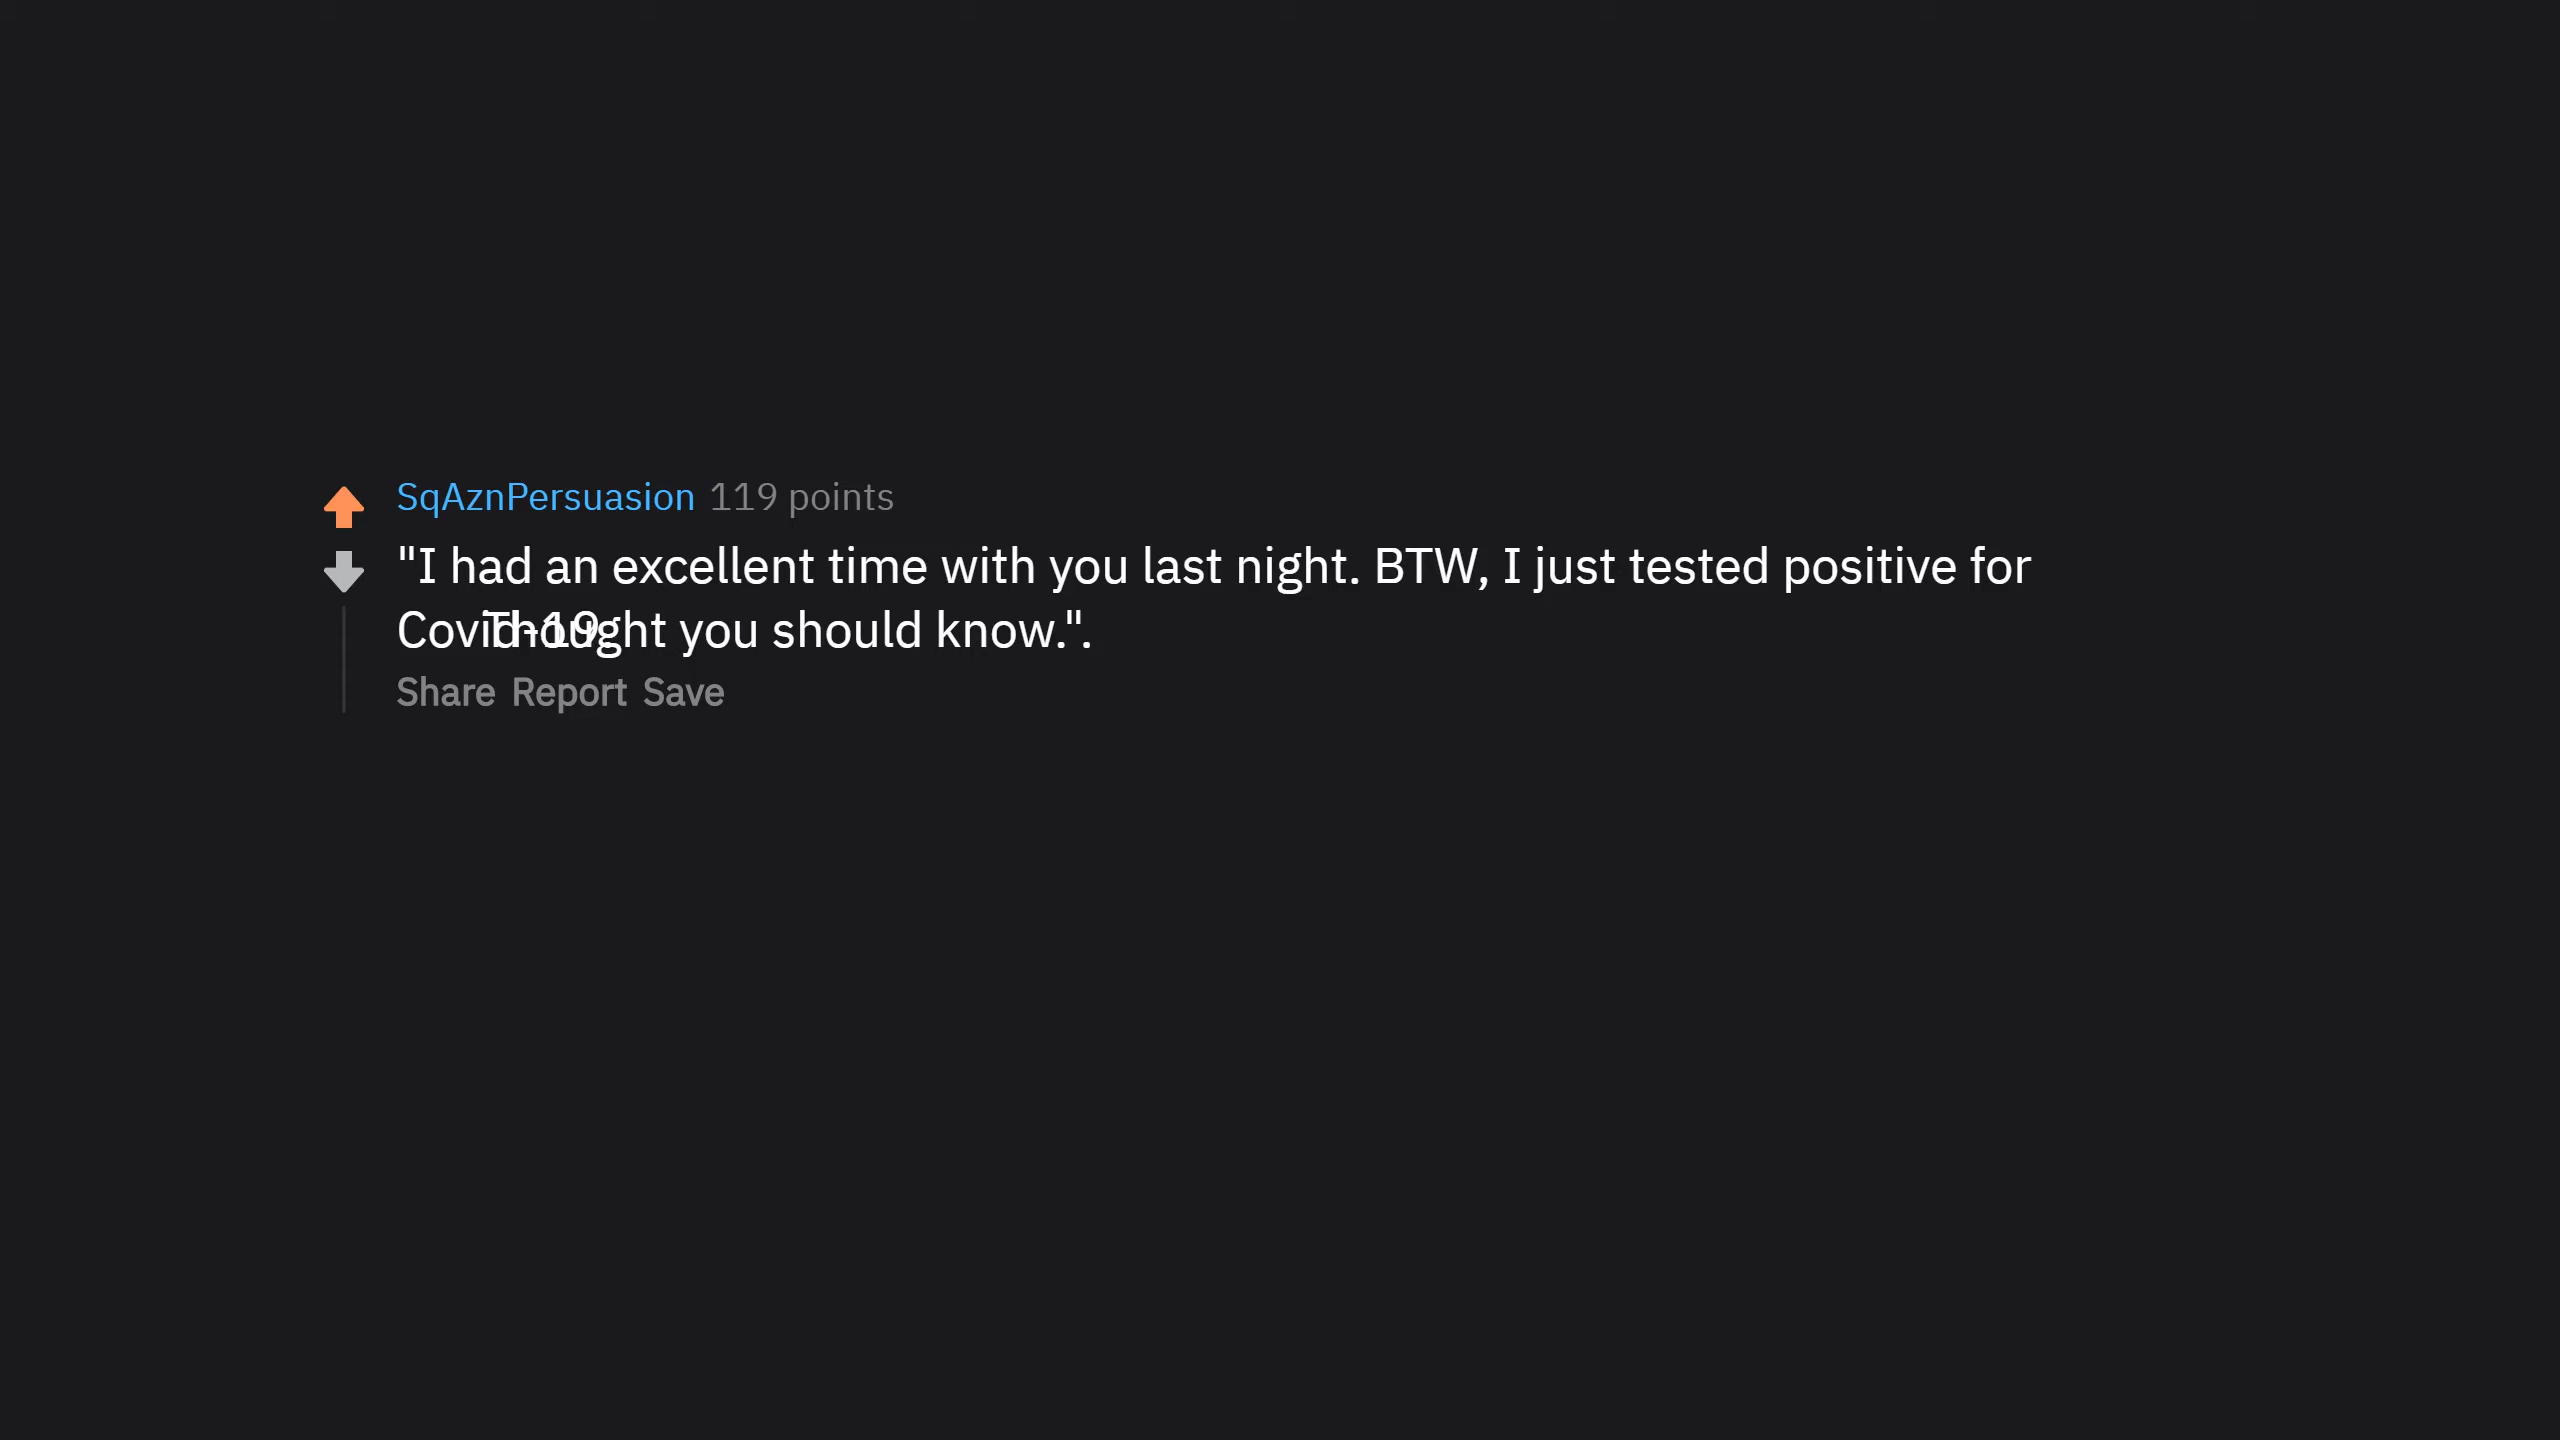 SqAznPersuasion 119 points
"I had an excellent time with you last night. BTW, I just tested positive for
Covid-19. Thought you should know.".
Share Report Save